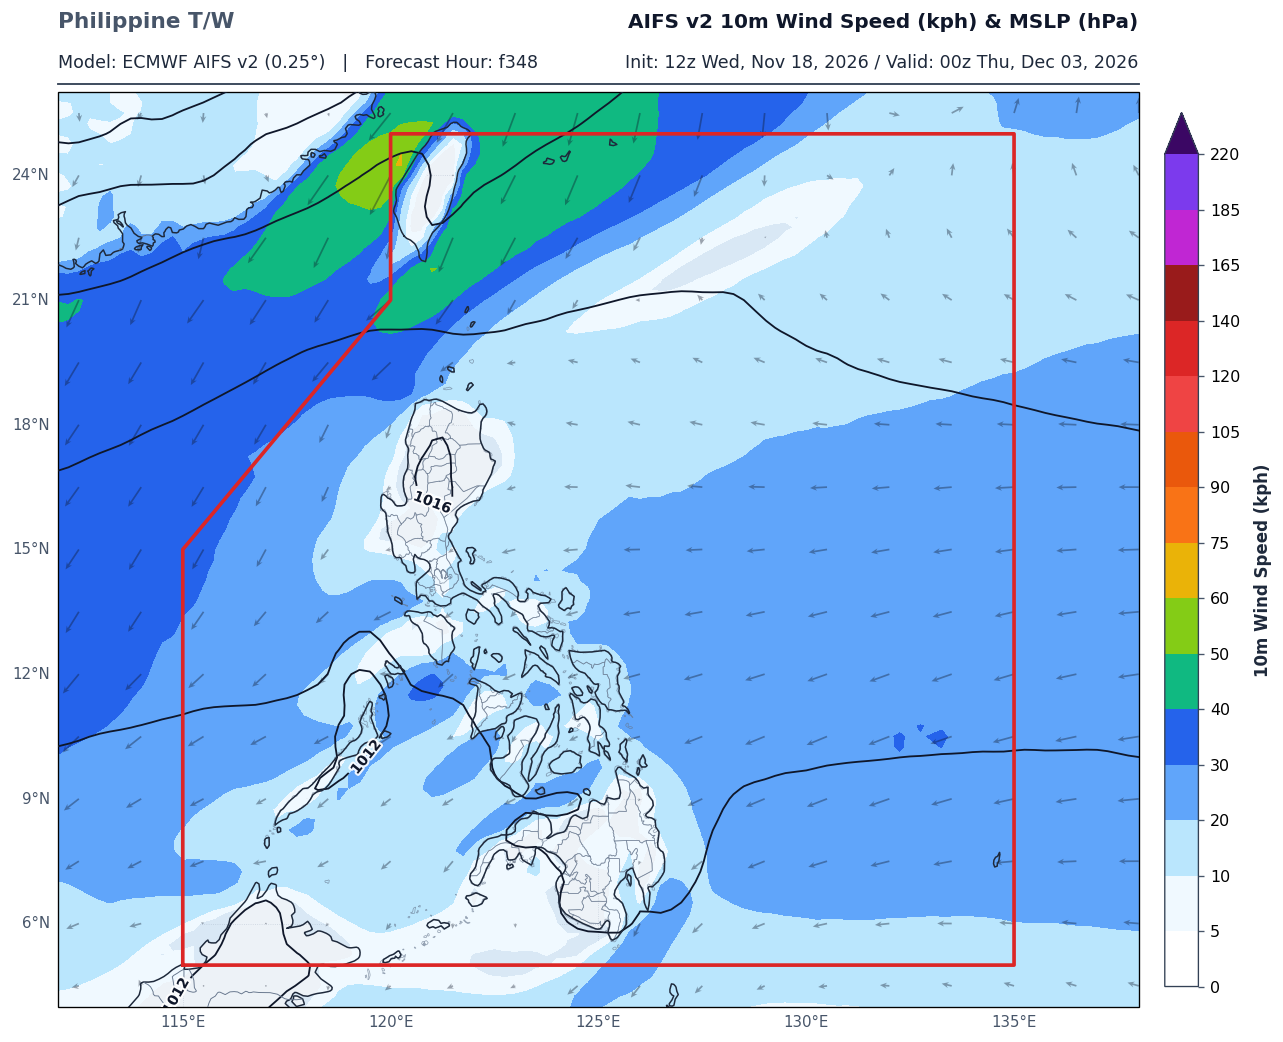 Philippine T/W
AIFS v2 10m Wind Speed (kph) & MSLP (hPa)
Model: ECMWF AIFS v2 (0.25°) | Forecast Hour: f348
Init: 12z Wed, Nov 18, 2026 / Valid: 00z Thu, Dec 03, 2026
24°N
21°N
18°N
15°N
12°N
9°N
6°N
1016
1012
1012
115°E
120°E
125°E
130°E
135°E
220
185
165
140
120
105
90
75
60
50
40
30
20
10
5
0
10m Wind Speed (kph)